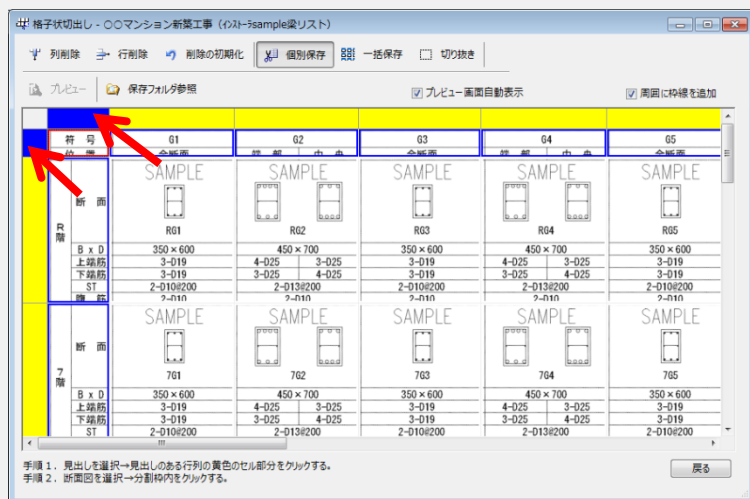 格子状切出し - 〇〇マンション新築工事 (インストーラsample梁リスト)
列削除 行削除 削除の初期化 個別保存 一括保存 切り抜き
プレビュー 保存フォルダ参照 プレビュー画面自動表示 周囲に枠線を追加
符 号 G1 G2 G3 G4 G5
位 置 全断面 端 部 中 央 全断面 端 部 中 央 全断面
SAMPLE SAMPLE SAMPLE SAMPLE SAMPLE
断 面
R階
RG1 RG2 RG3 RG4 RG5
B x D 350×600 450×700 350×600 450×700 350×600
上端筋 3-D19 4-D25 3-D25 3-D19 4-D25 3-D25 3-D19
下端筋 3-D19 3-D25 4-D25 3-D19 3-D25 4-D25 3-D19
ST 2-D10@200 2-D13@200 2-D10@200 2-D13@200 2-D10@200
腹 筋 2-D10 2-D10 2-D10 2-D10 2-D10
SAMPLE SAMPLE SAMPLE SAMPLE SAMPLE
断 面
7階
7G1 7G2 7G3 7G4 7G5
B x D 350×600 450×700 350×600 450×700 350×600
上端筋 3-D19 4-D25 3-D25 3-D19 4-D25 3-D25 3-D19
下端筋 3-D19 3-D25 4-D25 3-D19 3-D25 4-D25 3-D19
ST 2-D10@200 2-D13@200 2-D10@200 2-D13@200 2-D10@200
手順1. 見出しを選択→見出しのある行列の黄色のセル部分をクリックする。
手順2. 断面図を選択→分割枠内をクリックする。
戻る